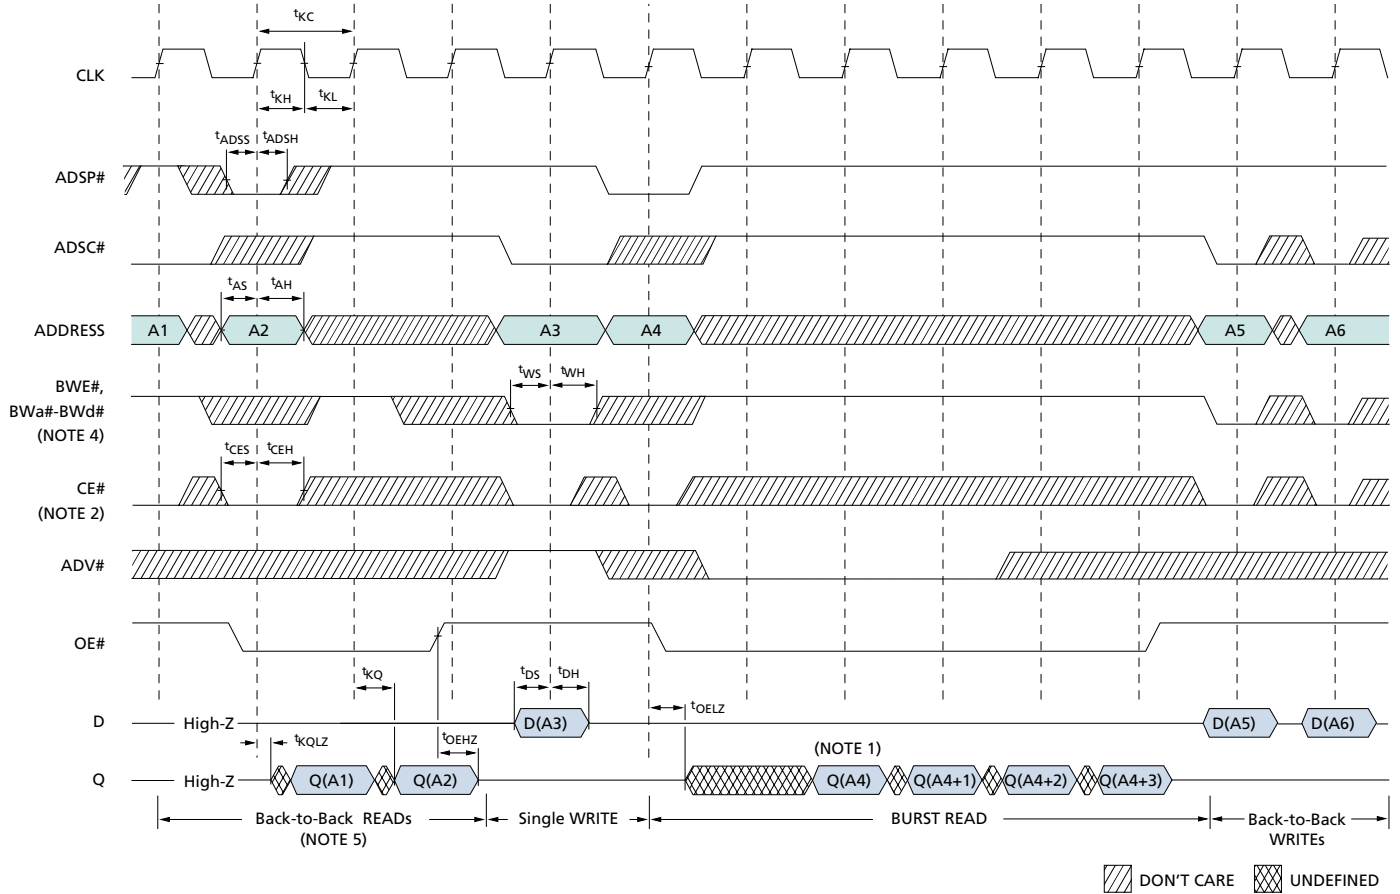 tKC
CLK
tKH
tKL
tADSS
tADSH
ADSP#
ADSC#
tAS
tAH
ADDRESS
A1
A2
A3
A4
A5
A6
BWE#,
BWa#-BWd#
(NOTE 4)
tWS
tWH
tCES
tCEH
CE#
(NOTE 2)
ADV#
OE#
tKQ
tDS
tDH
tOELZ
D
High-Z
D(A3)
D(A5)
D(A6)
tKQLZ
tOEHZ
(NOTE 1)
Q
High-Z
Q(A1)
Q(A2)
Q(A4)
Q(A4+1)
Q(A4+2)
Q(A4+3)
Back-to-Back READs
(NOTE 5)
Single WRITE
BURST READ
Back-to-Back
WRITEs
DON'T CARE
UNDEFINED